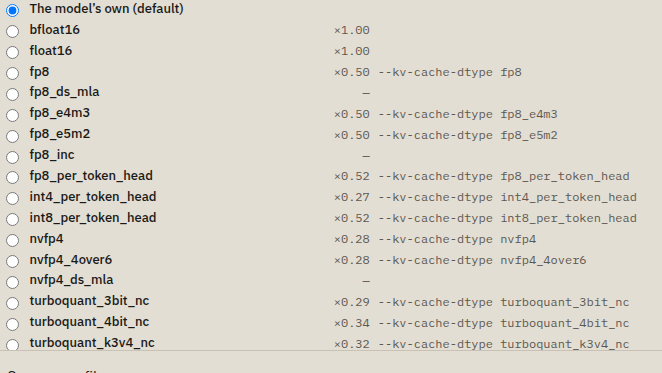 The model's own (default)
bfloat16 ×1.00
float16 ×1.00
fp8 ×0.50 --kv-cache-dtype fp8
fp8_ds_mla —
fp8_e4m3 ×0.50 --kv-cache-dtype fp8_e4m3
fp8_e5m2 ×0.50 --kv-cache-dtype fp8_e5m2
fp8_inc —
fp8_per_token_head ×0.52 --kv-cache-dtype fp8_per_token_head
int4_per_token_head ×0.27 --kv-cache-dtype int4_per_token_head
int8_per_token_head ×0.52 --kv-cache-dtype int8_per_token_head
nvfp4 ×0.28 --kv-cache-dtype nvfp4
nvfp4_4over6 ×0.28 --kv-cache-dtype nvfp4_4over6
nvfp4_ds_mla —
turboquant_3bit_nc ×0.29 --kv-cache-dtype turboquant_3bit_nc
turboquant_4bit_nc ×0.34 --kv-cache-dtype turboquant_4bit_nc
turboquant_k3v4_nc ×0.32 --kv-cache-dtype turboquant_k3v4_nc